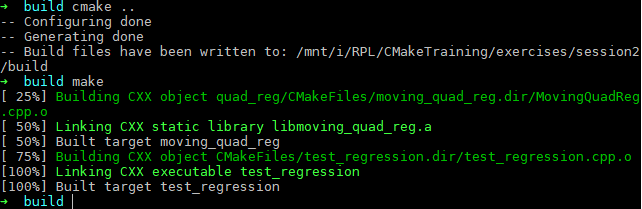 ➜  build cmake ..
-- Configuring done
-- Generating done
-- Build files have been written to: /mnt/i/RPL/CMakeTraining/exercises/session2
/build
➜  build make
[ 25%] Building CXX object quad_reg/CMakeFiles/moving_quad_reg.dir/MovingQuadReg
.cpp.o
[ 50%] Linking CXX static library libmoving_quad_reg.a
[ 50%] Built target moving_quad_reg
[ 75%] Building CXX object CMakeFiles/test_regression.dir/test_regression.cpp.o
[100%] Linking CXX executable test_regression
[100%] Built target test_regression
➜  build